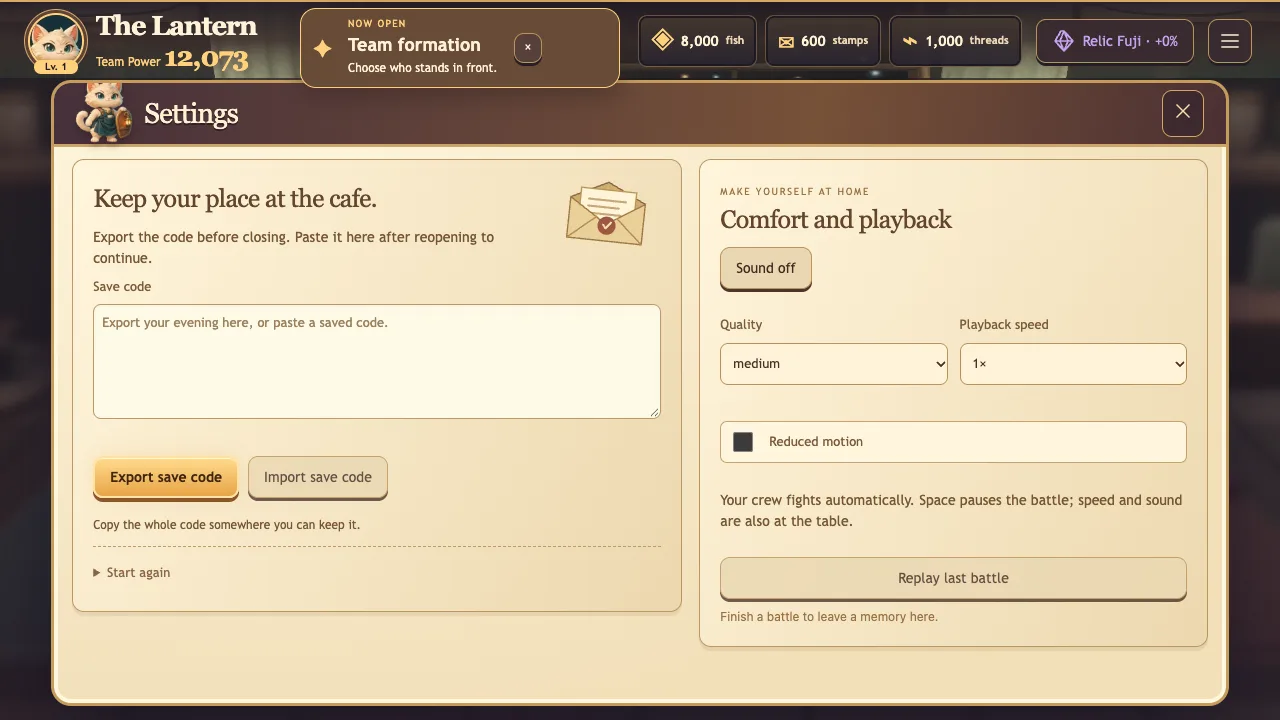 The Lantern
Team Power 12,073
Lv. 1
NOW OPEN
Team formation
Choose who stands in front.
×
8,000 fish
600 stamps
1,000 threads
Relic Fuji · +0%
Settings
Keep your place at the cafe.
Export the code before closing. Paste it here after reopening to
continue.
Save code
Export your evening here, or paste a saved code.
Export save code
Import save code
Copy the whole code somewhere you can keep it.
Start again
MAKE YOURSELF AT HOME
Comfort and playback
Sound off
Quality
Playback speed
medium
1×
Reduced motion
Your crew fights automatically. Space pauses the battle; speed and sound
are also at the table.
Replay last battle
Finish a battle to leave a memory here.